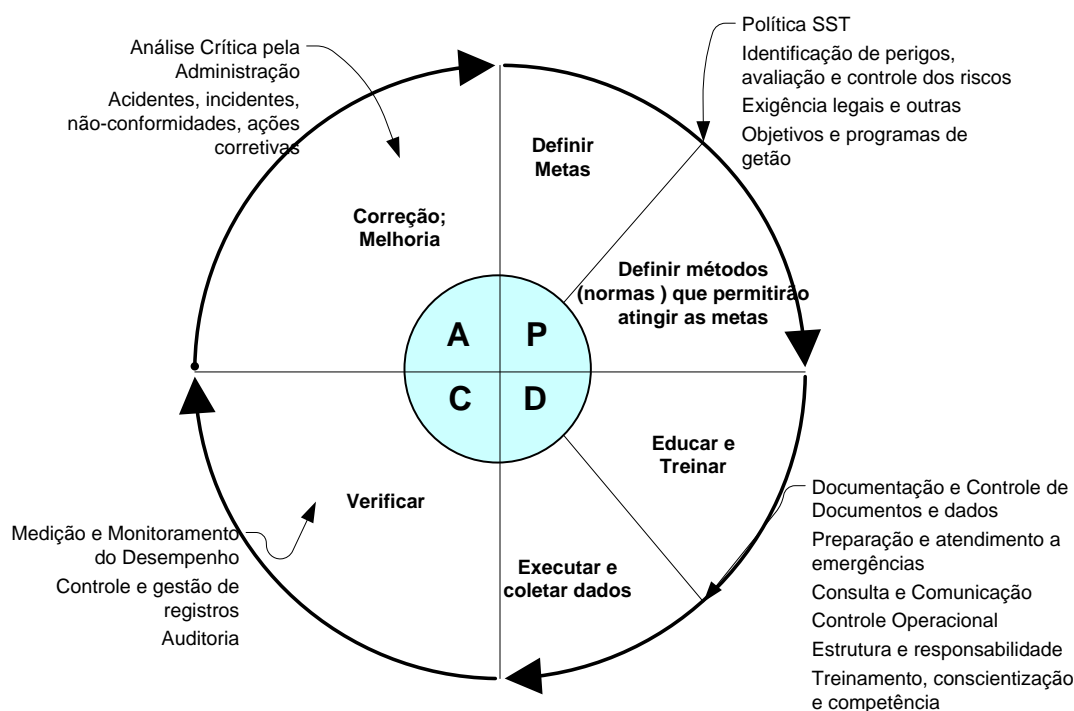 Análise Crítica pela
Administração
Acidentes, incidentes,
não-conformidades, ações
corretivas
Política SST
Identificação de perigos,
avaliação e controle dos riscos
Exigência legais e outras
Objetivos e programas de
getão
Definir
Metas
Correção;
Melhoria
Definir métodos
(normas ) que permitirão
atingir as metas
A P
C D
Educar e
Treinar
Verificar
Executar e
coletar dados
Medição e Monitoramento
do Desempenho
Controle e gestão de
registros
Auditoria
Documentação e Controle de
Documentos e dados
Preparação e atendimento a
emergências
Consulta e Comunicação
Controle Operacional
Estrutura e responsabilidade
Treinamento, conscientização
e competência